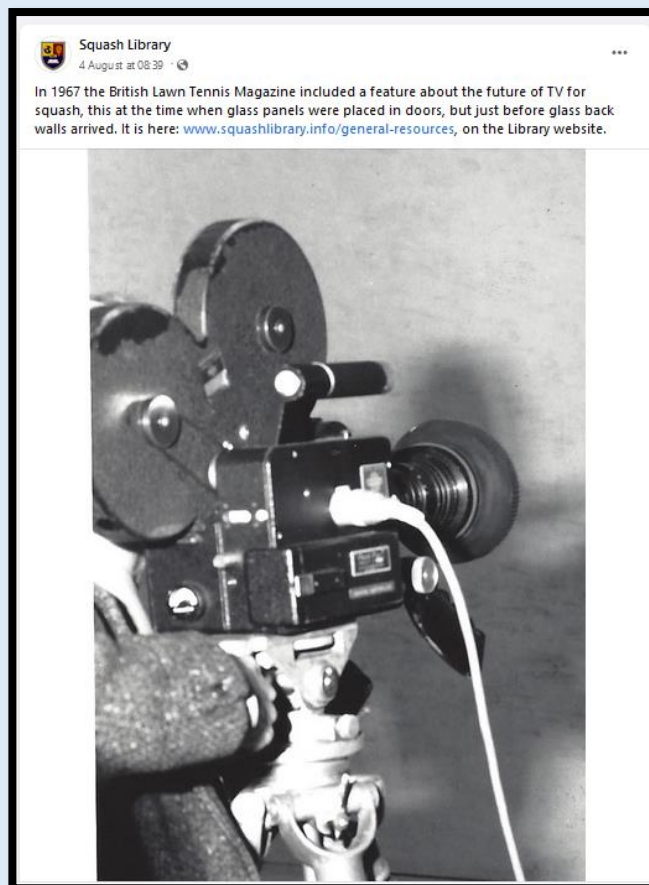 Squash Library
4 August at 08:39 ·
In 1967 the British Lawn Tennis Magazine included a feature about the future of TV for
squash, this at the time when glass panels were placed in doors, but just before glass back
walls arrived. It is here: www.squashlibrary.info/general-resources, on the Library website.